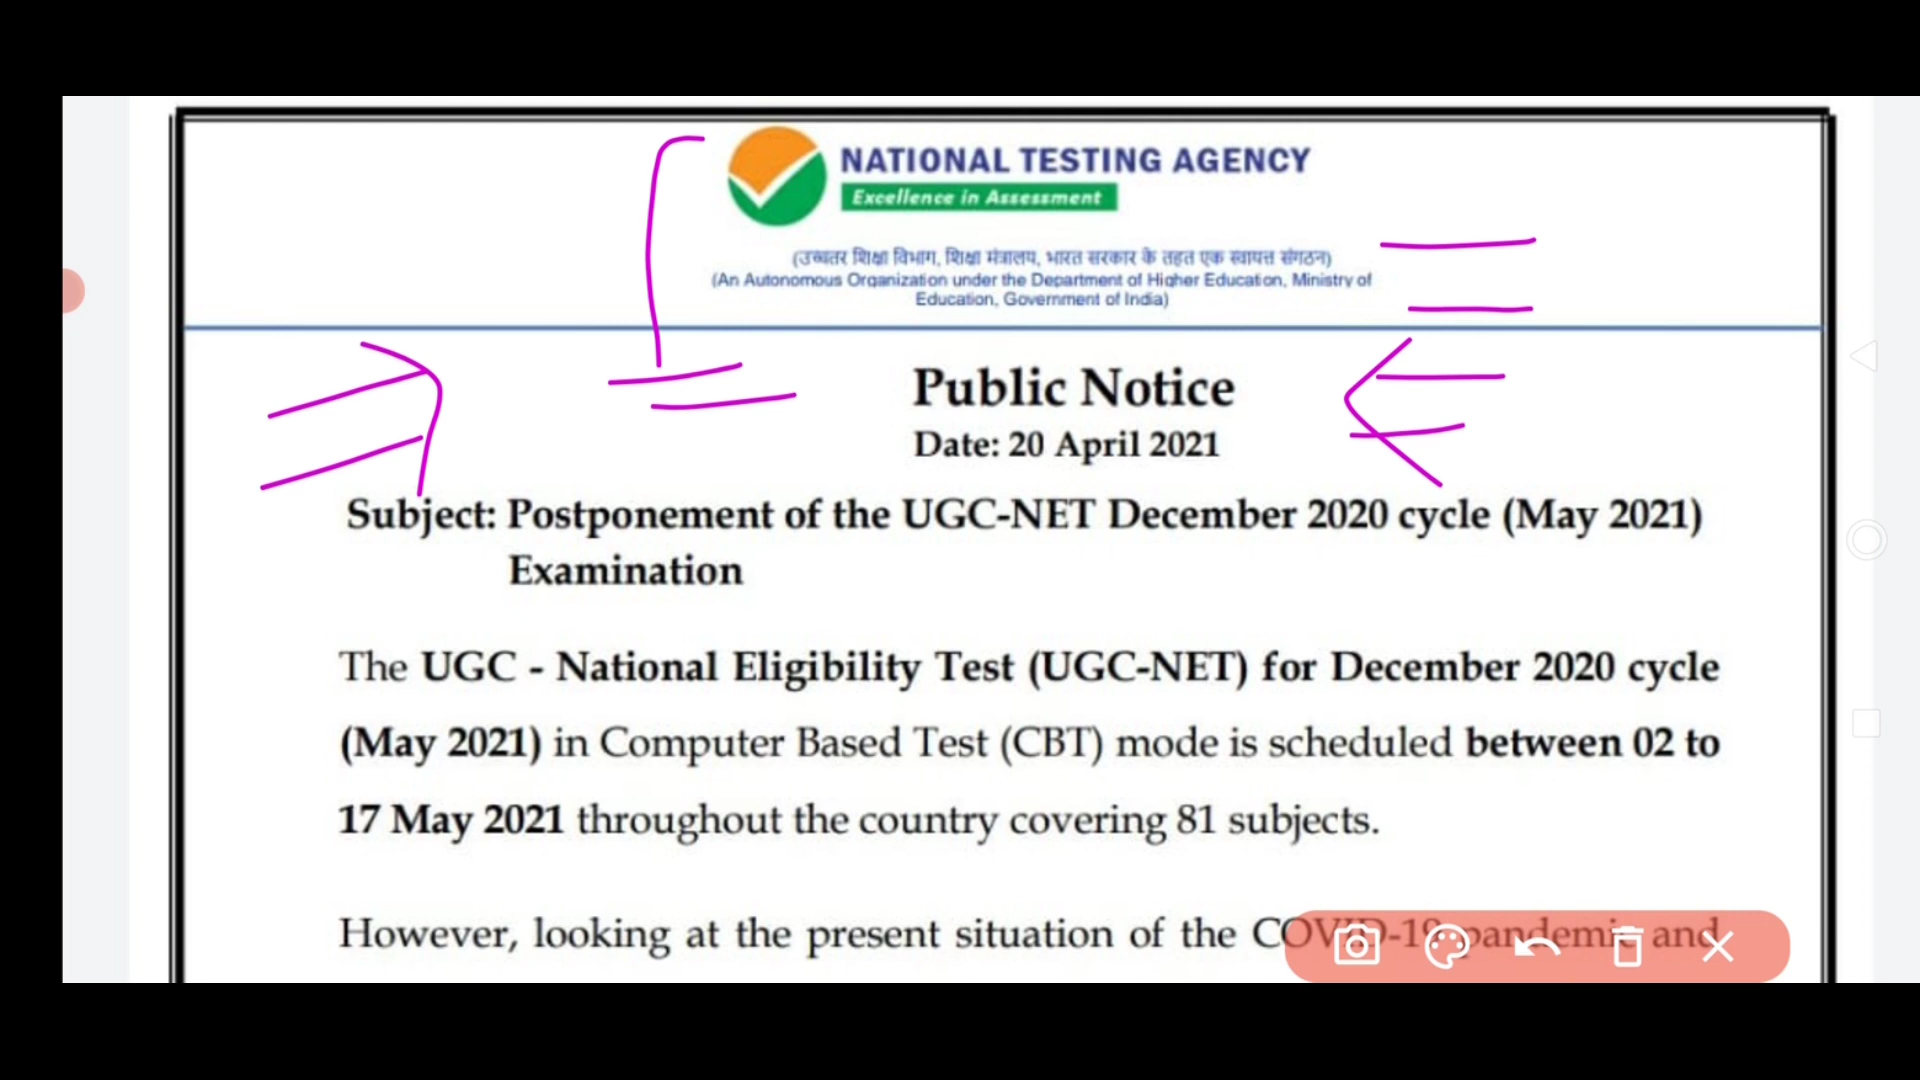 NATIONAL TESTING AGENCY
Excellence in Assessment
(उच्चतर शिक्षा विभाग, शिक्षा मंत्रालय, भारत सरकार के तहत एक स्वायत्त संगठन)
(An Autonomous Organization under the Department of Higher Education, Ministry of
Education, Government of India)
Public Notice
Date: 20 April 2021
Subject: Postponement of the UGC-NET December 2020 cycle (May 2021)
Examination
The UGC - National Eligibility Test (UGC-NET) for December 2020 cycle
(May 2021) in Computer Based Test (CBT) mode is scheduled between 02 to
17 May 2021 throughout the country covering 81 subjects.
However, looking at the present situation of the COVID-19 pandemic and